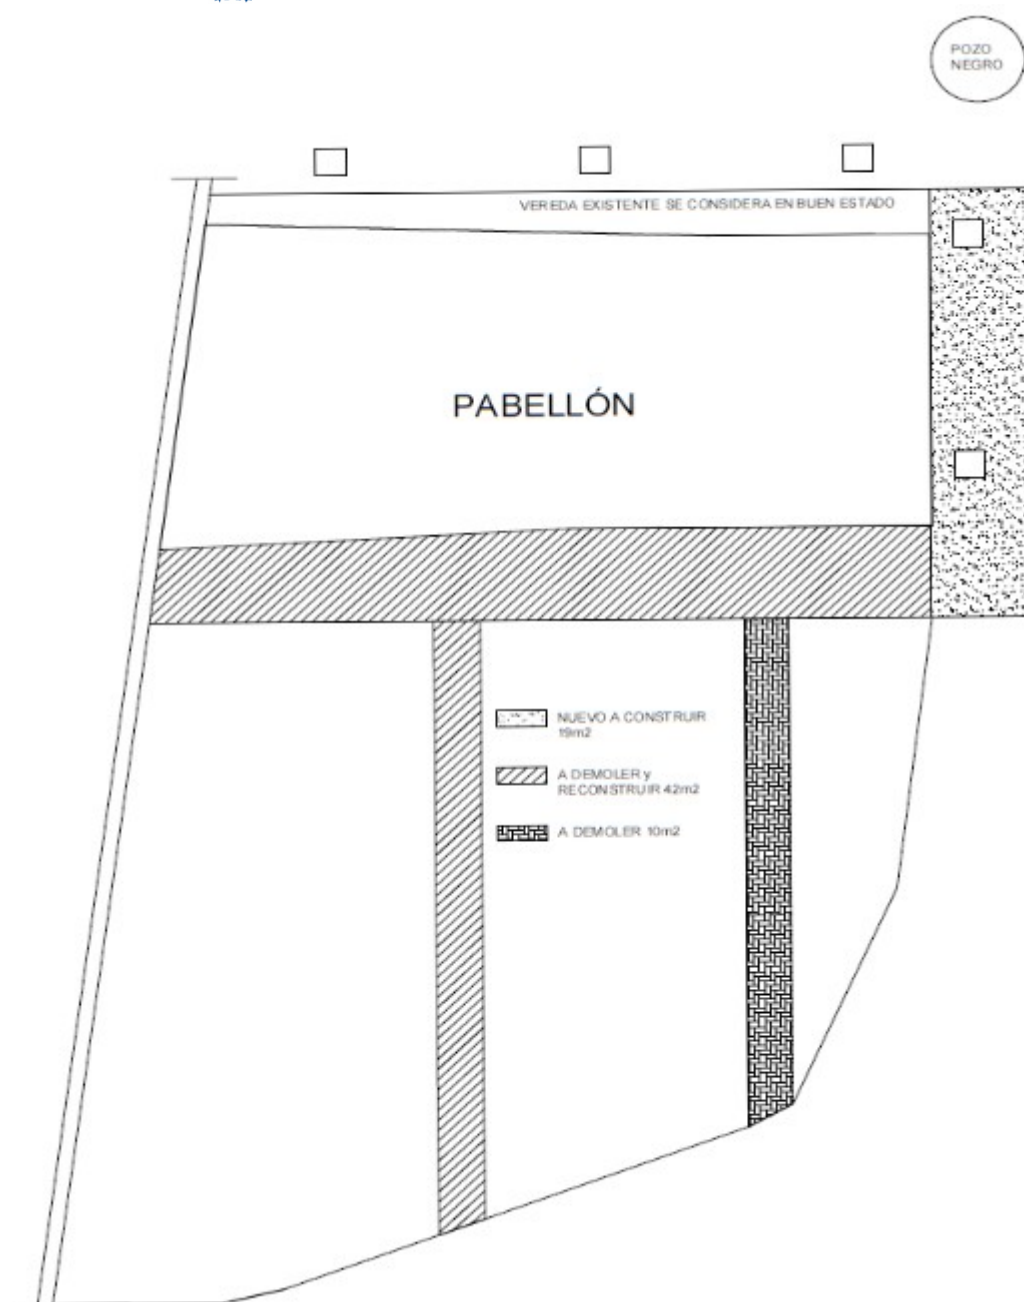 POZO
NEGRO
VEREDA EXISTENTE SE CONSIDERA EN BUEN ESTADO
PABELLÓN
NUEVO A CONSTRUIR
19m2
A DEMOLER y
RECONSTRUIR 42m2
A DEMOLER 10m2